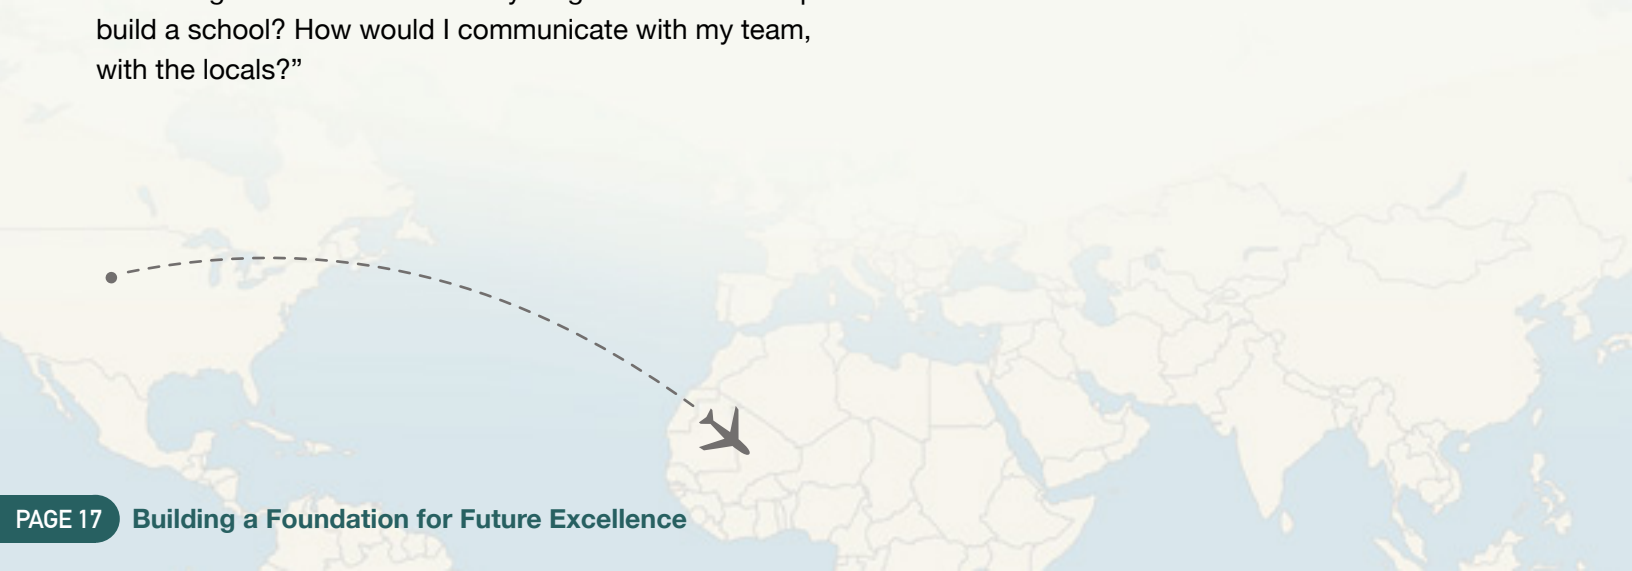 build a school? How would I communicate with my team,
with the locals?”
PAGE 17 Building a Foundation for Future Excellence